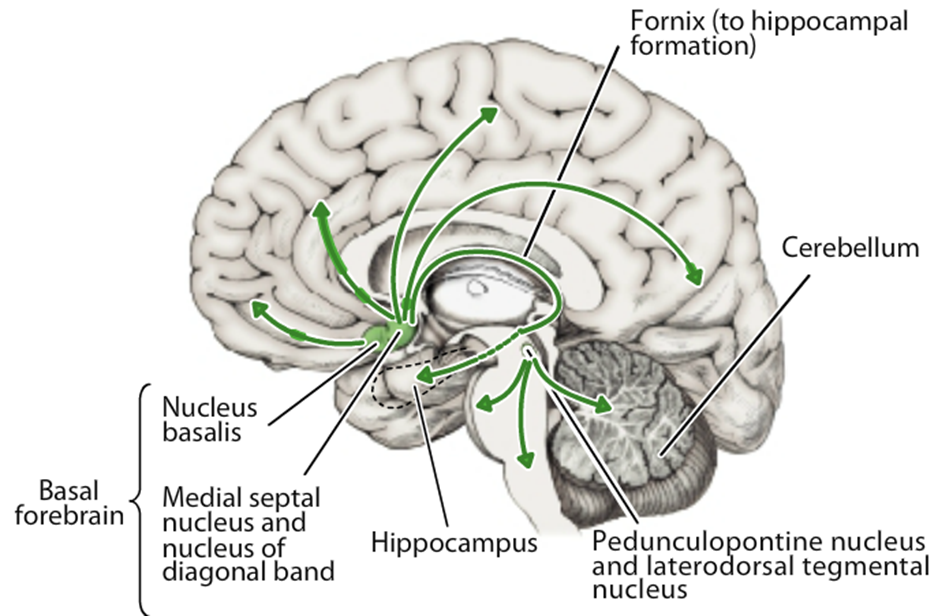 Fornix (to hippocampal
formation)
Cerebellum
Nucleus
basalis
Basal
forebrain
Medial septal
nucleus and
nucleus of
diagonal band
Hippocampus
Pedunculopontine nucleus
and laterodorsal tegmental
nucleus